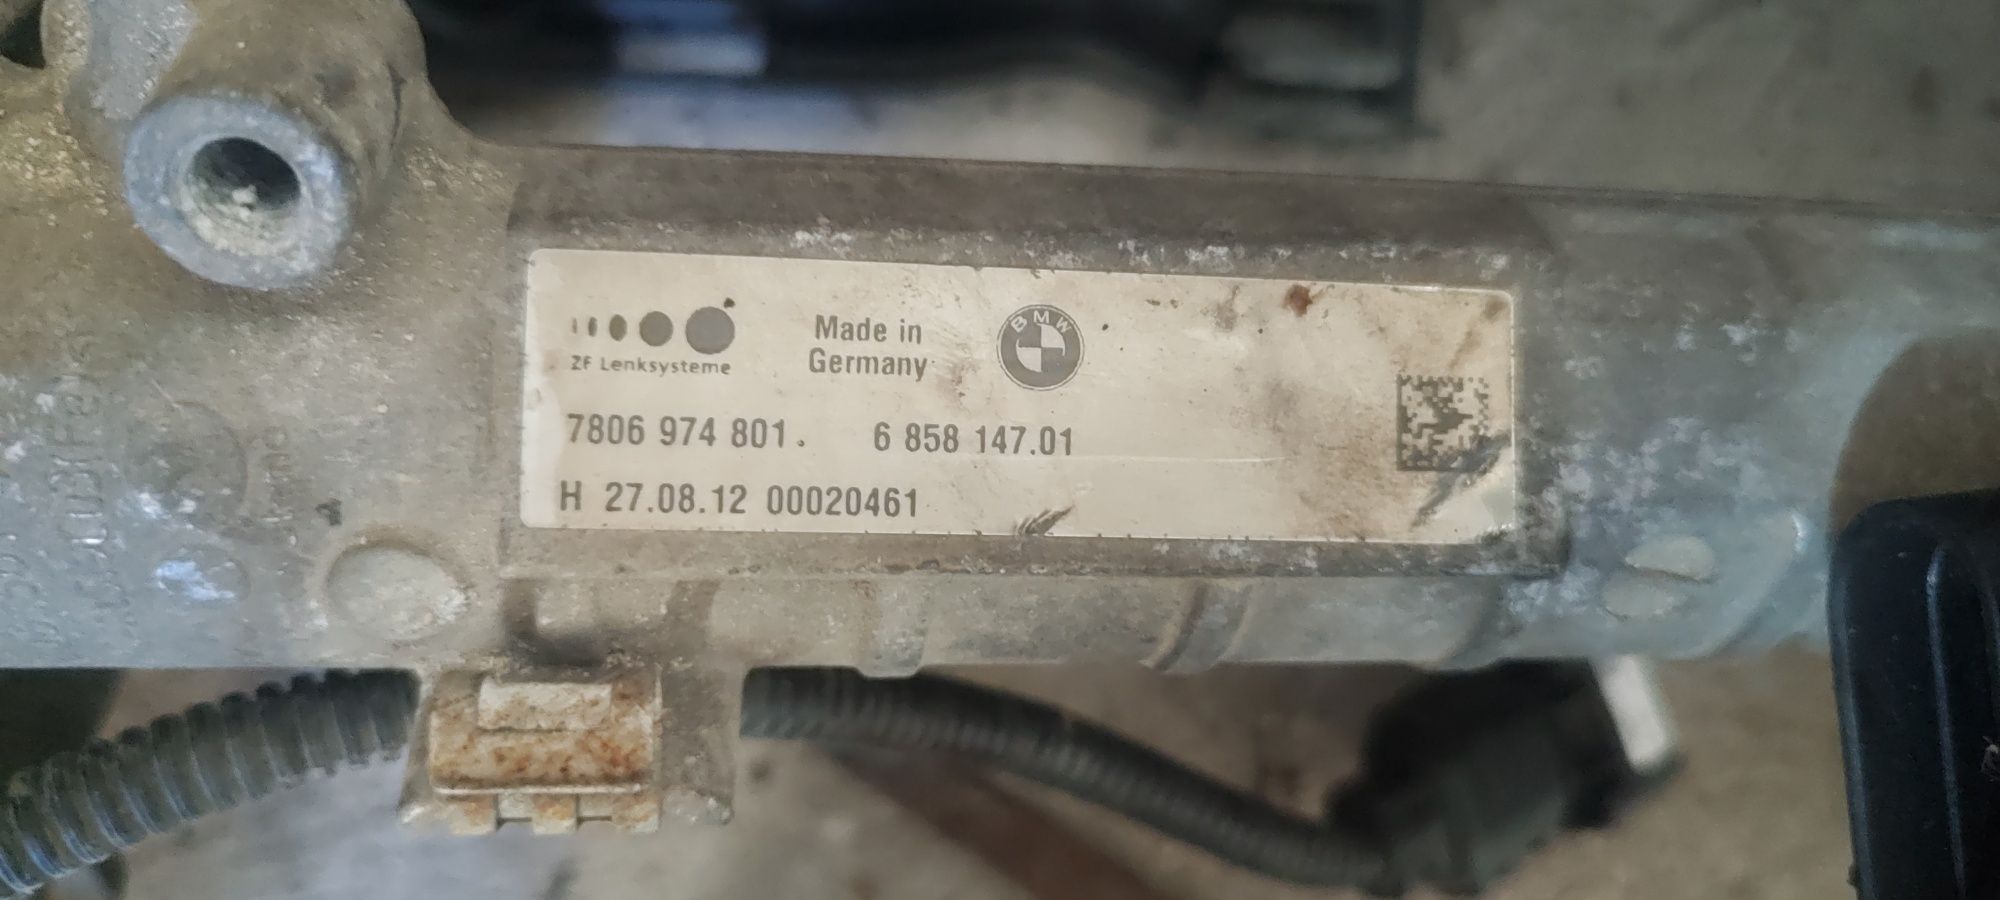 ZF Lenksysteme
Made in
Germany
BMW
7806 974 801.
6 858 147.01
H 27.08.12 00020461